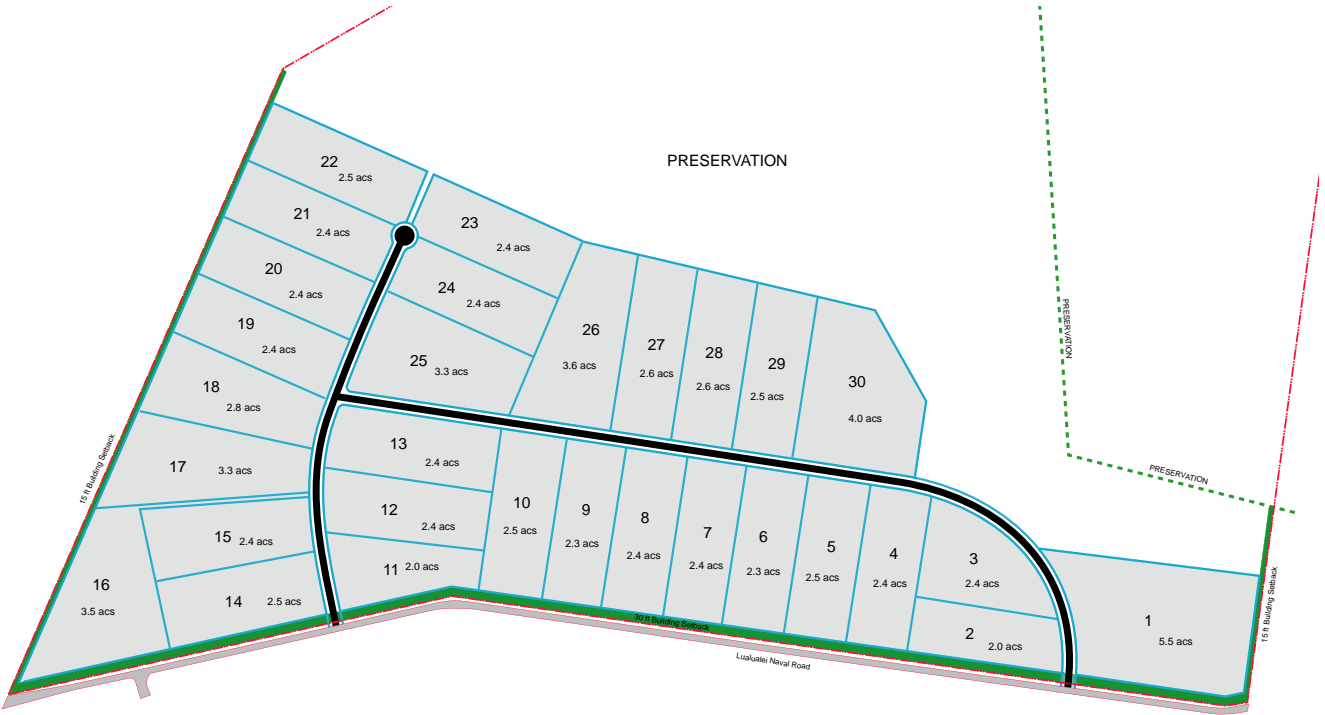 PRESERVATION
22
2.5 acs
21
2.4 acs
20
2.4 acs
19
2.4 acs
18
2.8 acs
17
3.3 acs
16
3.5 acs
15
2.4 acs
14
2.5 acs
23
2.4 acs
24
2.4 acs
25
3.3 acs
26
3.6 acs
27
2.6 acs
28
2.6 acs
29
2.5 acs
30
4.0 acs
13
2.4 acs
12
2.4 acs
11
2.0 acs
10
2.5 acs
9
2.3 acs
8
2.4 acs
7
2.4 acs
6
2.3 acs
5
2.5 acs
4
2.4 acs
3
2.4 acs
2
2.0 acs
1
5.5 acs
PRESERVATION
PRESERVATION
15 ft Building Setback
30 ft Building Setback
15 ft Building Setback
Lualualei Naval Road